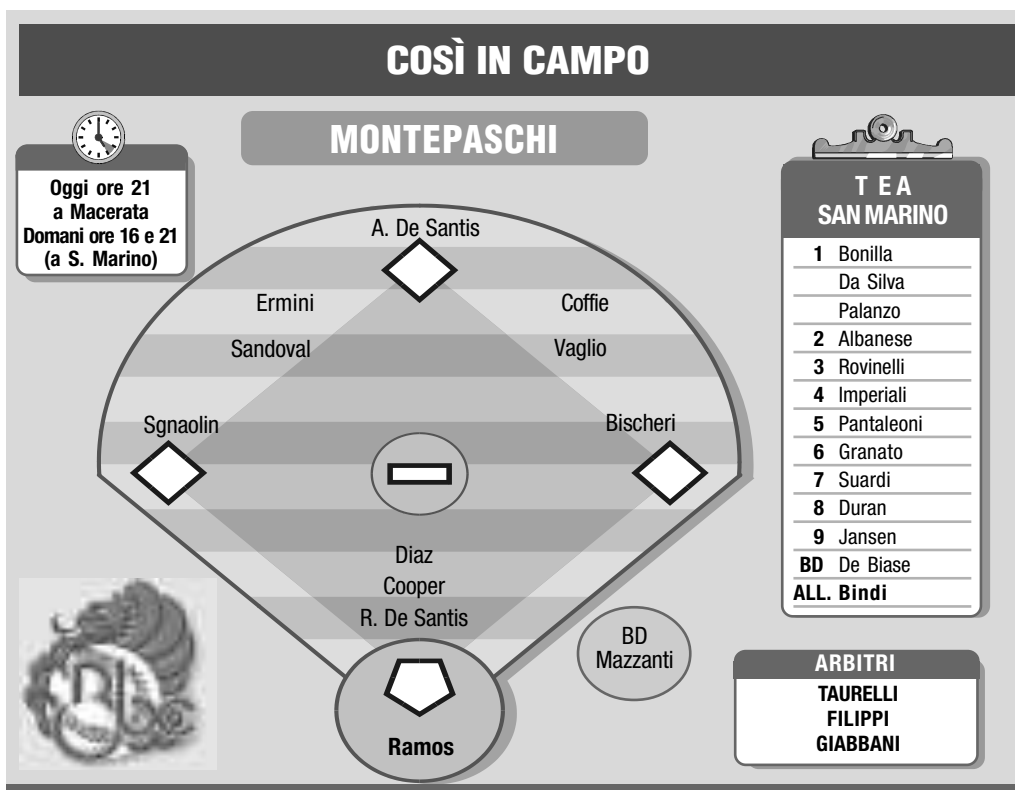 COSÌ IN CAMPO
MONTEPASCHI
Oggi ore 21
a Macerata
Domani ore 16 e 21
(a S. Marino)
A. De Santis
Ermini
Coffie
Sandoval
Vaglio
Sgnaolin
Bischeri
Diaz
Cooper
R. De Santis
BD
Mazzanti
Ramos
T EA
SAN MARINO
1 Bonilla
Da Silva
Palanzo
2 Albanese
3 Rovinelli
4 Imperiali
5 Pantaleoni
6 Granato
7 Suardi
8 Duran
9 Jansen
BD De Biase
ALL. Bindi
ARBITRI
TAURELLI
FILIPPI
GIABBANI